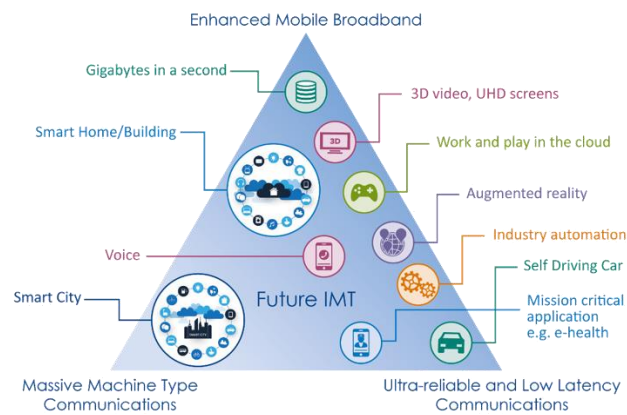 Enhanced Mobile Broadband
Gigabytes in a second
3D video, UHD screens
3D
Smart Home/Building
Work and play in the cloud
Augmented reality
Voice
Industry automation
Self Driving Car
Smart City
Future IMT
Mission critical
application
e.g. e-health
Massive Machine Type
Communications
Ultra-reliable and Low Latency
Communications